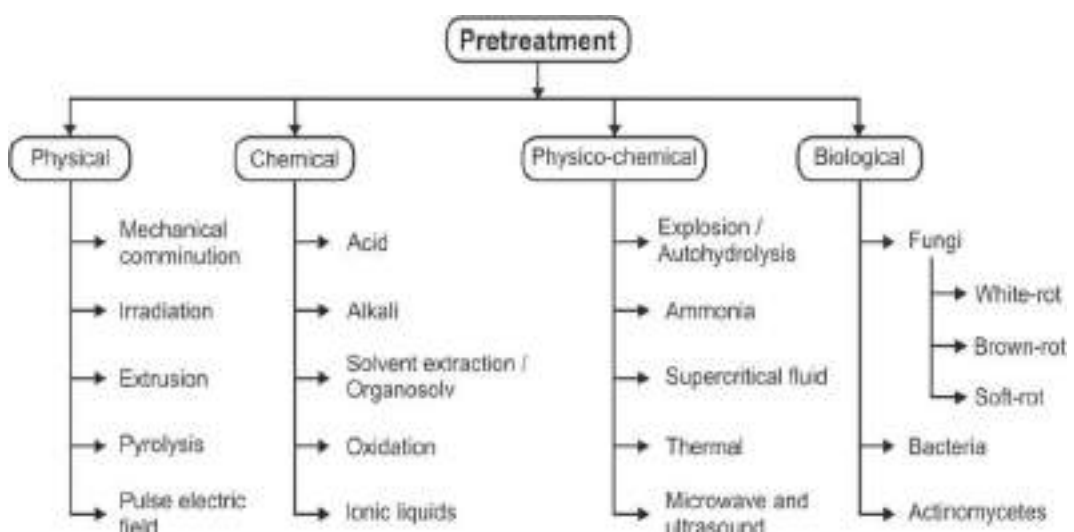 Pretreatment
Physical
Mechanical
comminution
Irradiation
Extrusion
Pyrolysis
Pulse electric
field
Chemical
Acid
Alkali
Solvent extraction /
Organosolv
Oxidation
Ionic liquids
Physico-chemical
Explosion /
Autohydrolysis
Ammonia
Supercritical fluid
Thermal
Microwave and
ultrasound
Biological
Fungi
White-rot
Brown-rot
Soft-rot
Bacteria
Actinomycetes